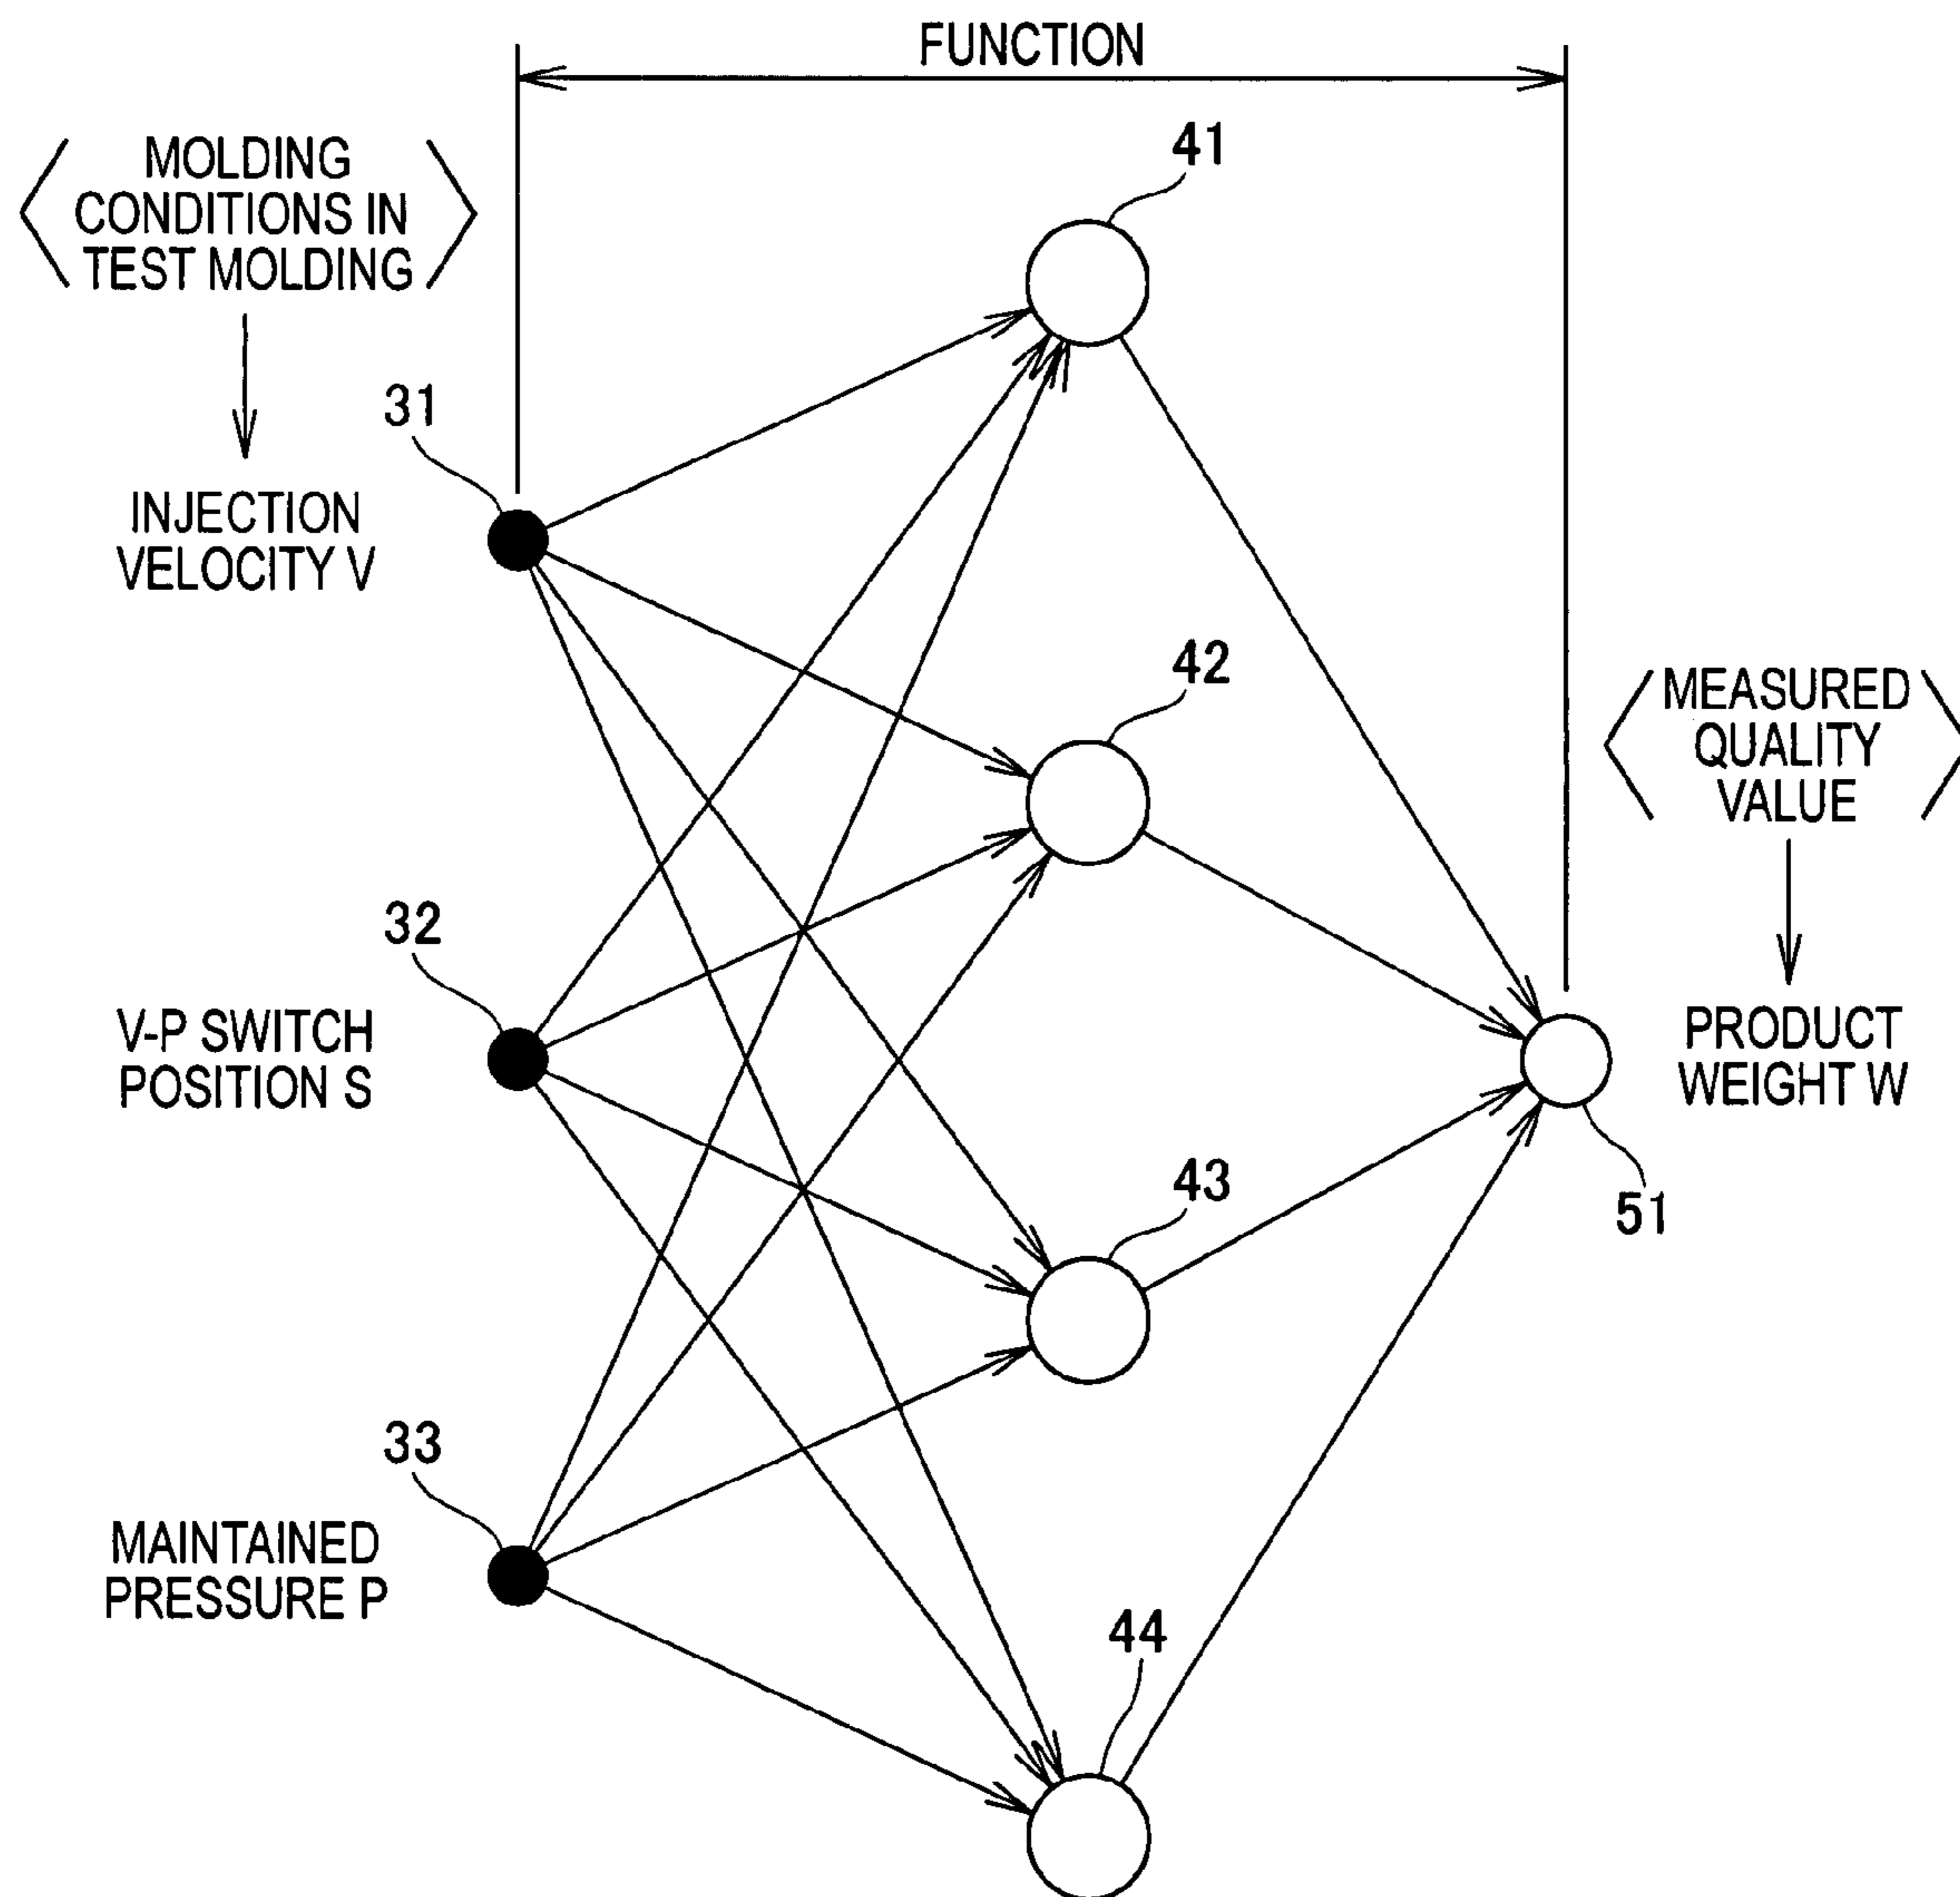 FUNCTION
MOLDING
CONDITIONS IN
TEST MOLDING
41
31
INJECTION
VELOCITY V
42
MEASURED
QUALITY
VALUE
32
V-P SWITCH
POSITION S
PRODUCT
WEIGHT W
43
51
33
MAINTAINED
PRESSURE P
44